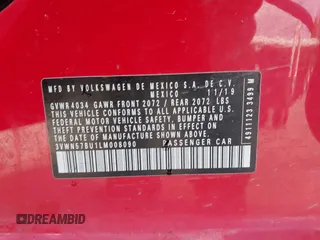 MFD BY VOLKSWAGEN DE MEXICO S.A. DE C.V.
MEXICO 11/19
GVWR 4034 GAWR FRONT 2072 / REAR 2072 LBS
THIS VEHICLE CONFORMS TO ALL APPLICABLE U.S.
FEDERAL MOTOR VEHICLE SAFETY, BUMPER AND
THEFT PREVENTION STANDARDS IN EFFECT ON THE
DATE OF MANUFACTURE SHOWN ABOVE.
3VWN57BU1LM008090 PASSENGER CAR
49117123 3499 M
DREAMBID